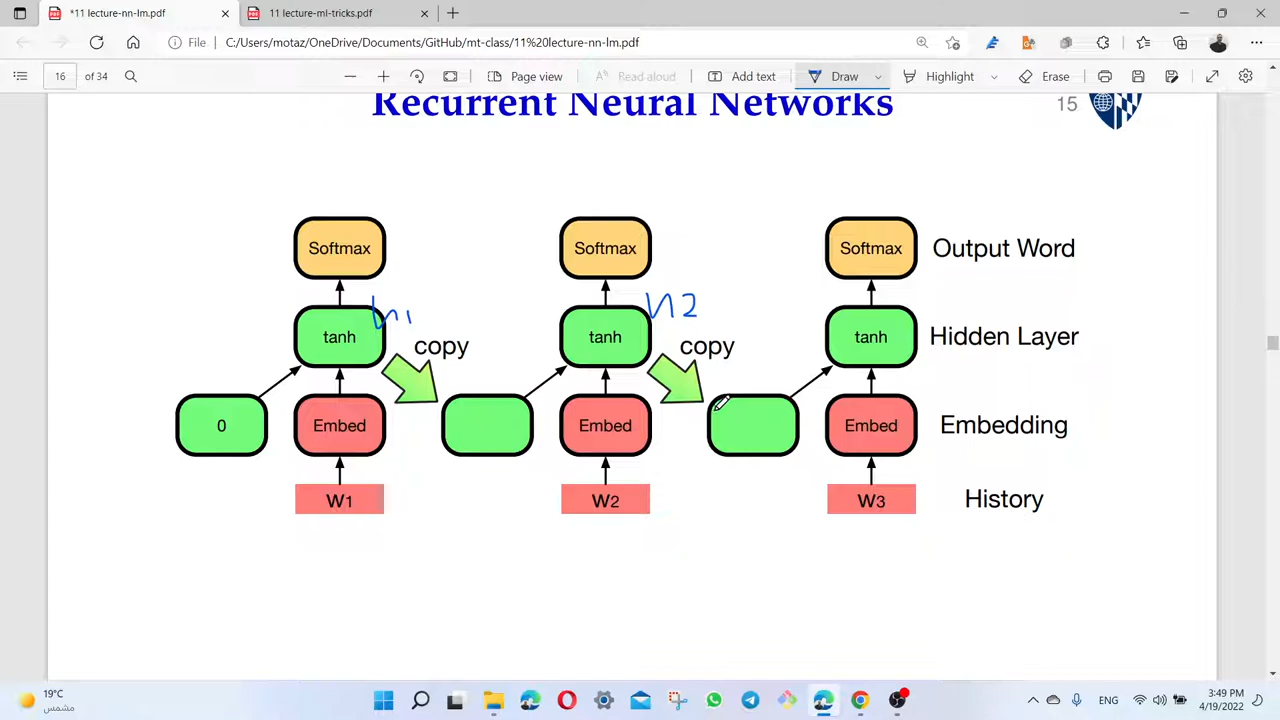 *11 lecture-nn-lm.pdf
11 lecture-ml-tricks.pdf
File C:/Users/motaz/OneDrive/Documents/GitHub/mt-class/11%20lecture-nn-lm.pdf
16 of 34 Page view Read aloud Add text Draw Highlight Erase
Recurrent Neural Networks 15
Softmax Softmax Softmax Output Word
h1 h2
tanh tanh tanh Hidden Layer
copy copy
0 Embed Embed Embed Embedding
W1 W2 W3 History
19°C
مشمس
ENG
3:49 PM
4/19/2022